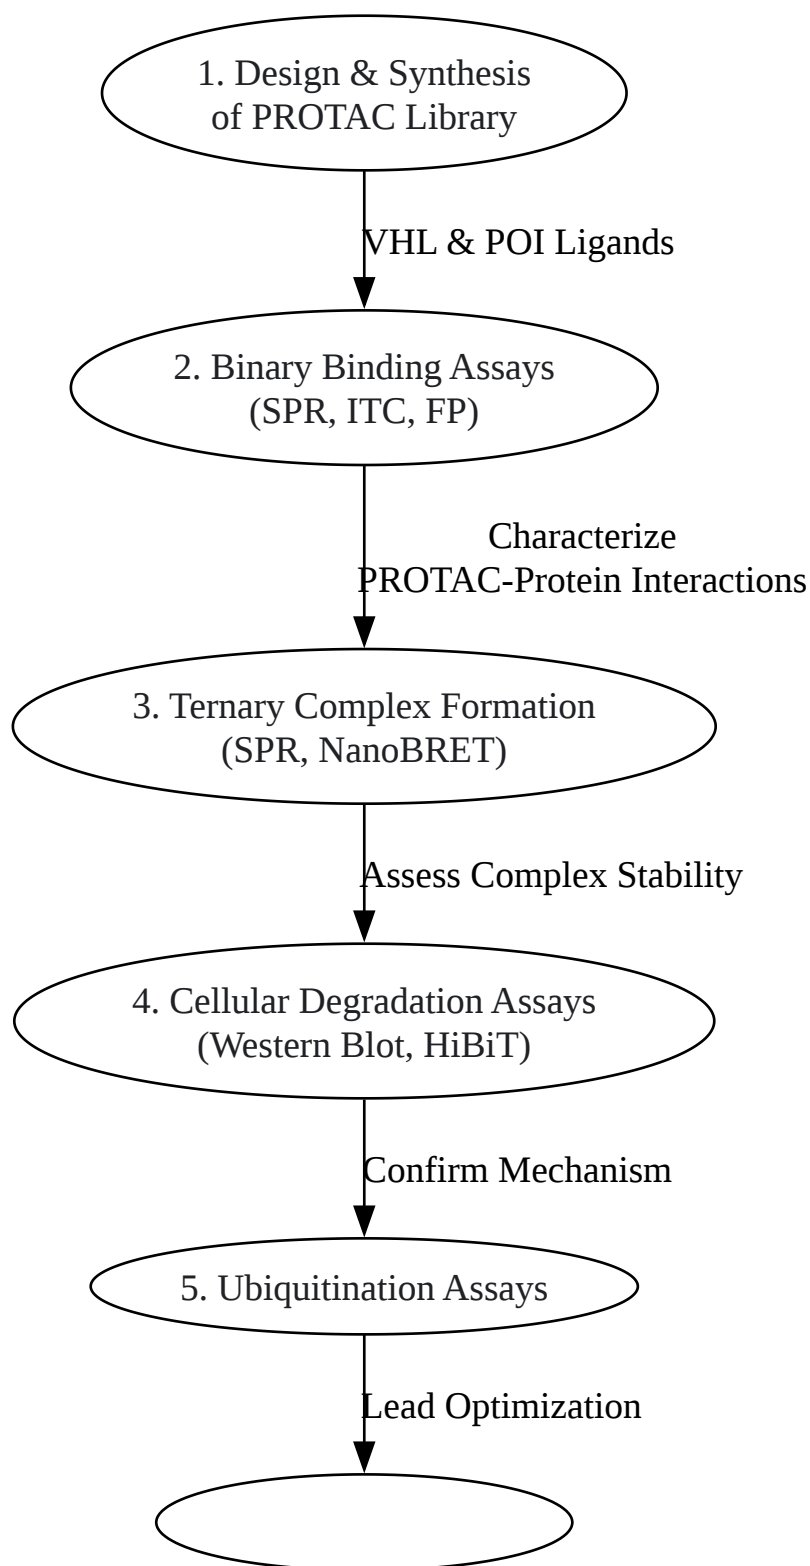 1. Design & Synthesis
of PROTAC Library
VHL & POI Ligands
2. Binary Binding Assays
(SPR, ITC, FP)
Characterize
PROTAC-Protein Interactions
3. Ternary Complex Formation
(SPR, NanoBRET)
Assess Complex Stability
4. Cellular Degradation Assays
(Western Blot, HiBiT)
Confirm Mechanism
5. Ubiquitination Assays
Lead Optimization